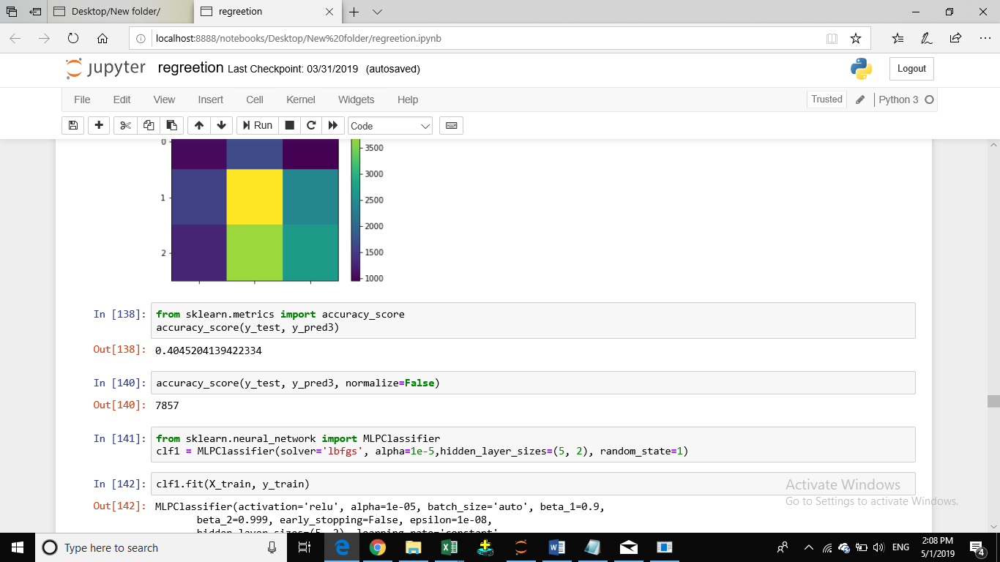 Desktop/New folder/
regreetion
localhost:8888/notebooks/Desktop/New%20folder/regreetion.ipynb
jupyter regreetion Last Checkpoint: 03/31/2019 (autosaved)
Logout
File Edit View Insert Cell Kernel Widgets Help
Trusted
Python 3
Run
Code
0
1
2
3500
3000
2500
2000
1500
1000
In [138]: from sklearn.metrics import accuracy_score
accuracy_score(y_test, y_pred3)
Out[138]: 0.4045204139422334
In [140]: accuracy_score(y_test, y_pred3, normalize=False)
Out[140]: 7857
In [141]: from sklearn.neural_network import MLPClassifier
clf1 = MLPClassifier(solver='lbfgs', alpha=1e-5,hidden_layer_sizes=(5, 2), random_state=1)
In [142]: clf1.fit(X_train, y_train)
Out[142]: MLPClassifier(activation='relu', alpha=1e-05, batch_size='auto', beta_1=0.9,
beta_2=0.999, early_stopping=False, epsilon=1e-08,
hidden_layer_sizes=(5, 2), learning_rate='constant',
Activate Windows
Go to Settings to activate Windows.
Type here to search
ENG
2:08 PM
5/1/2019
4